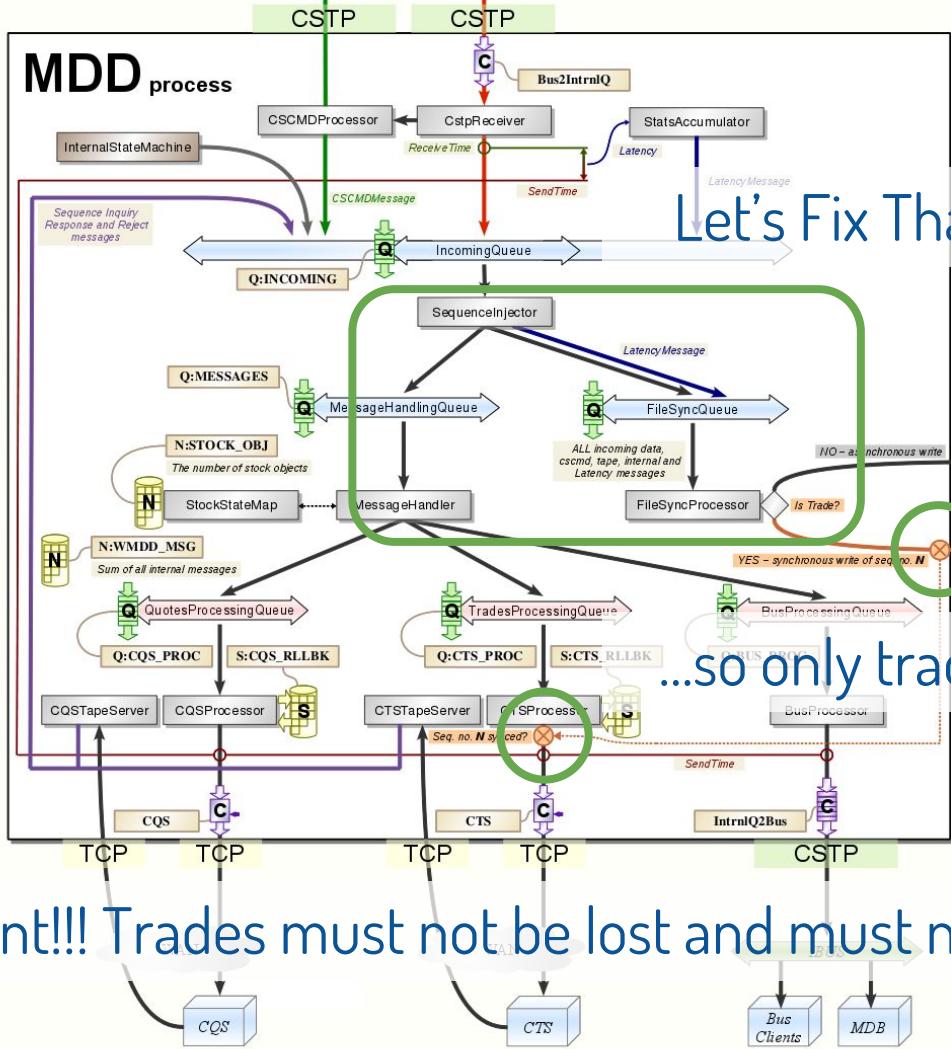 CSTP
CSTP
MDD process
Bus2IntrnlQ
C
CSCMDProcessor
CstpReceiver
StatsAccumulator
InternalStateMachine
ReceiveTime
Latency
SendTime
LatencyMessage
CSCMDMessage
Sequence Inquiry
Response and Reject
messages
Let's Fix Tha
Q
IncomingQueue
Q:INCOMING
SequenceInjector
LatencyMessage
Q:MESSAGES
Q
MessageHandlingQueue
Q
FileSyncQueue
N:STOCK_OBJ
The number of stock objects
ALL incoming data,
cscmd, tape, internal and
Latency messages
NO – asynchronous write
N
StockStateMap
MessageHandler
FileSyncProcessor
Is Trade?
N
N:WMDD_MSG
Sum of all internal messages
YES – synchronous write of seq. no. N
Q
QuotesProcessingQueue
Q
TradesProcessingQueue
Q
BusProcessingQueue
Q:CQS_PROC
S:CQS_RLLBK
Q:CTS_PROC
S:CTS_RLLBK
Q:BUS_PROC
...so only trad
CQSTapeServer
CQSProcessor
S
CTSTapeServer
CTSProcessor
S
BusProcessor
Seq. no. N synced?
SendTime
CQS
C
CTS
C
IntrnlQ2Bus
C
TCP
TCP
TCP
TCP
CSTP
nt!!! Trades must not be lost and must n
IBUS
CQS
CTS
Bus
Clients
MDB